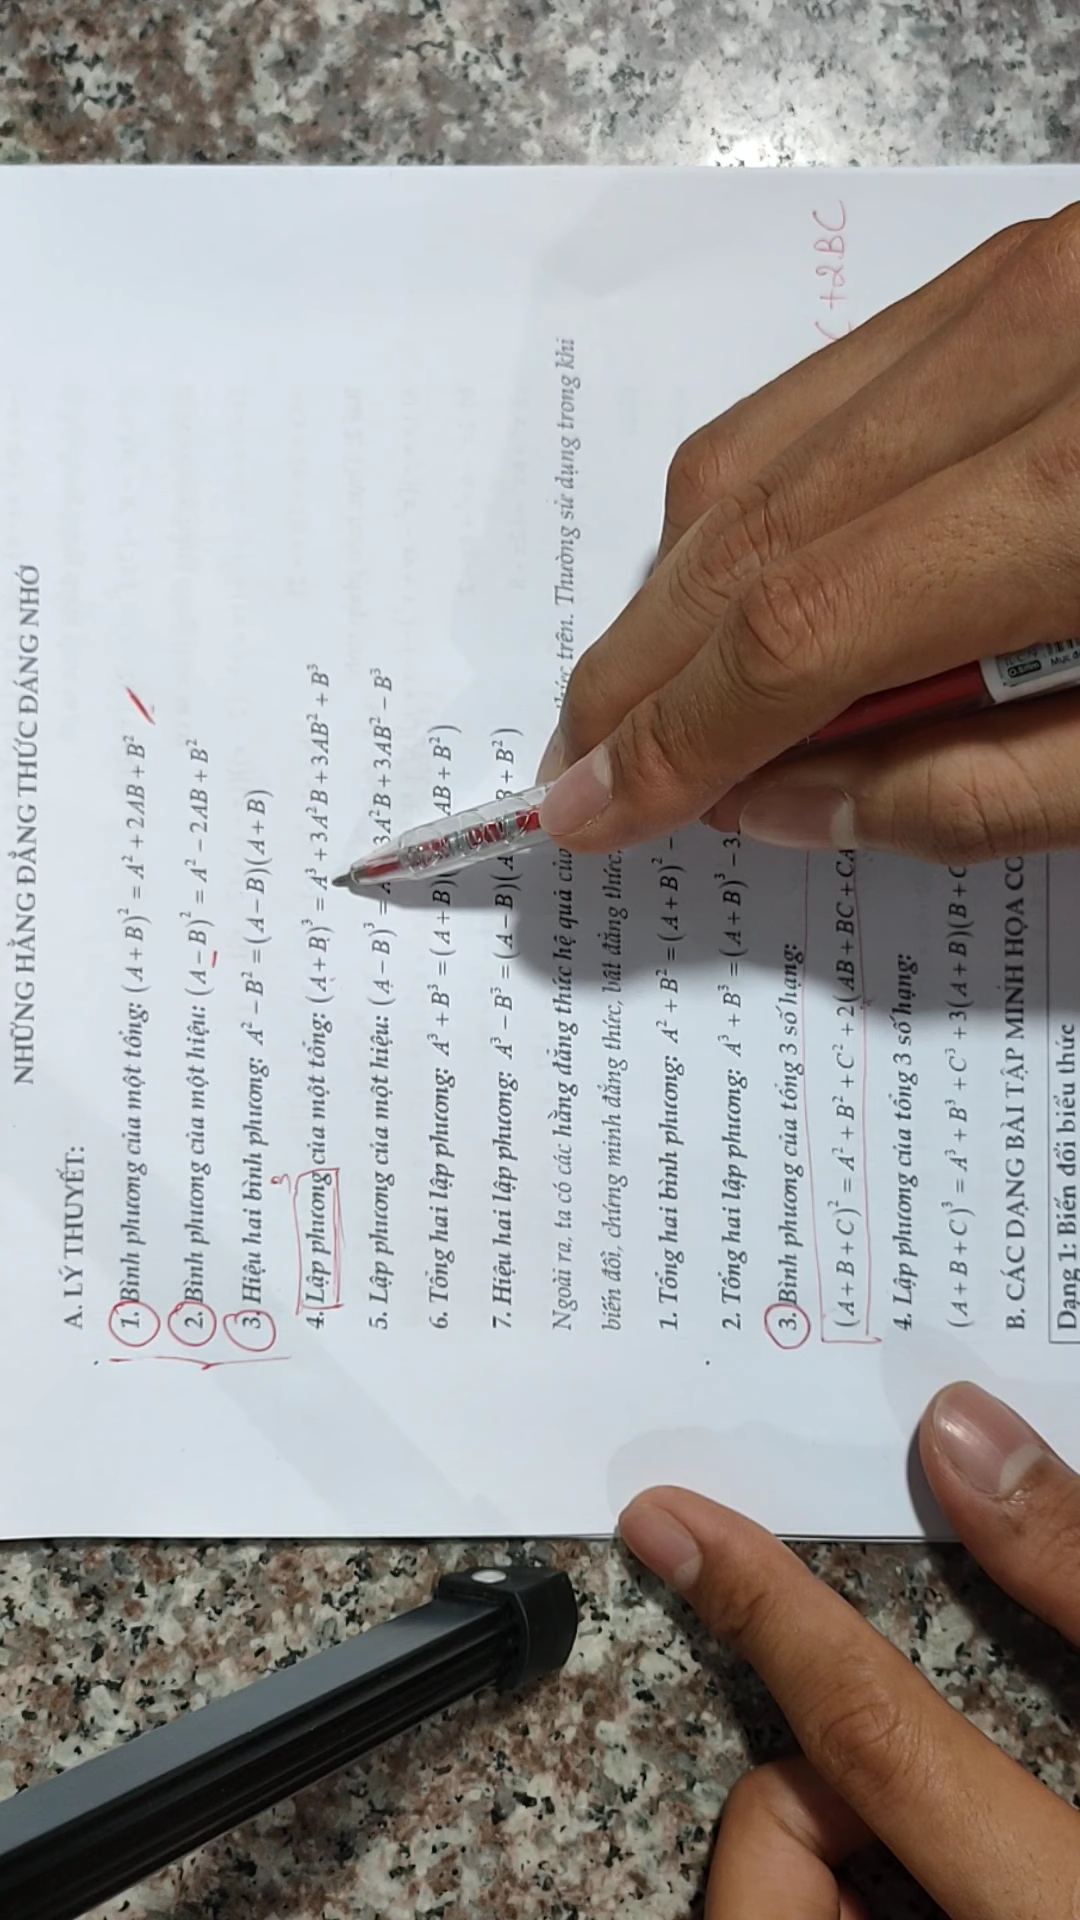 NHỮNG HẰNG ĐẲNG THỨC ĐÁNG NHỚ
A. LÝ THUYẾT:
1. Bình phương của một tổng: (A + B)² = A² + 2AB + B²
2. Bình phương của một hiệu: (A − B)² = A² − 2AB + B²
3. Hiệu hai bình phương: A² − B² = (A − B)(A + B)
3
4. Lập phương của một tổng: (A + B)³ = A³ + 3A²B + 3AB² + B³
5. Lập phương của một hiệu: (A − B)³ = 3A²B + 3AB² − B³
6. Tổng hai lập phương: A³ + B³ = (A + B)( AB + B²)
7. Hiệu hai lập phương: A³ − B³ = (A − B)(A B + B²)
Ngoài ra, ta có các hằng đẳng thức hệ quả của trên. Thường sử dụng trong khi
biến đổi, chứng minh đẳng thức, bất đẳng thức,
1. Tổng hai bình phương: A² + B² = (A + B)² −
2. Tổng hai lập phương: A³ + B³ = (A + B)³ − 3
3. Bình phương của tổng 3 số hạng:
C + 2BC
(A + B + C)² = A² + B² + C² + 2(AB + BC + CA
4. Lập phương của tổng 3 số hạng:
(A + B + C)³ = A³ + B³ + C³ + 3(A + B)(B + C
B. CÁC DẠNG BÀI TẬP MINH HỌA CƠ
Dạng 1: Biến đổi biểu thức